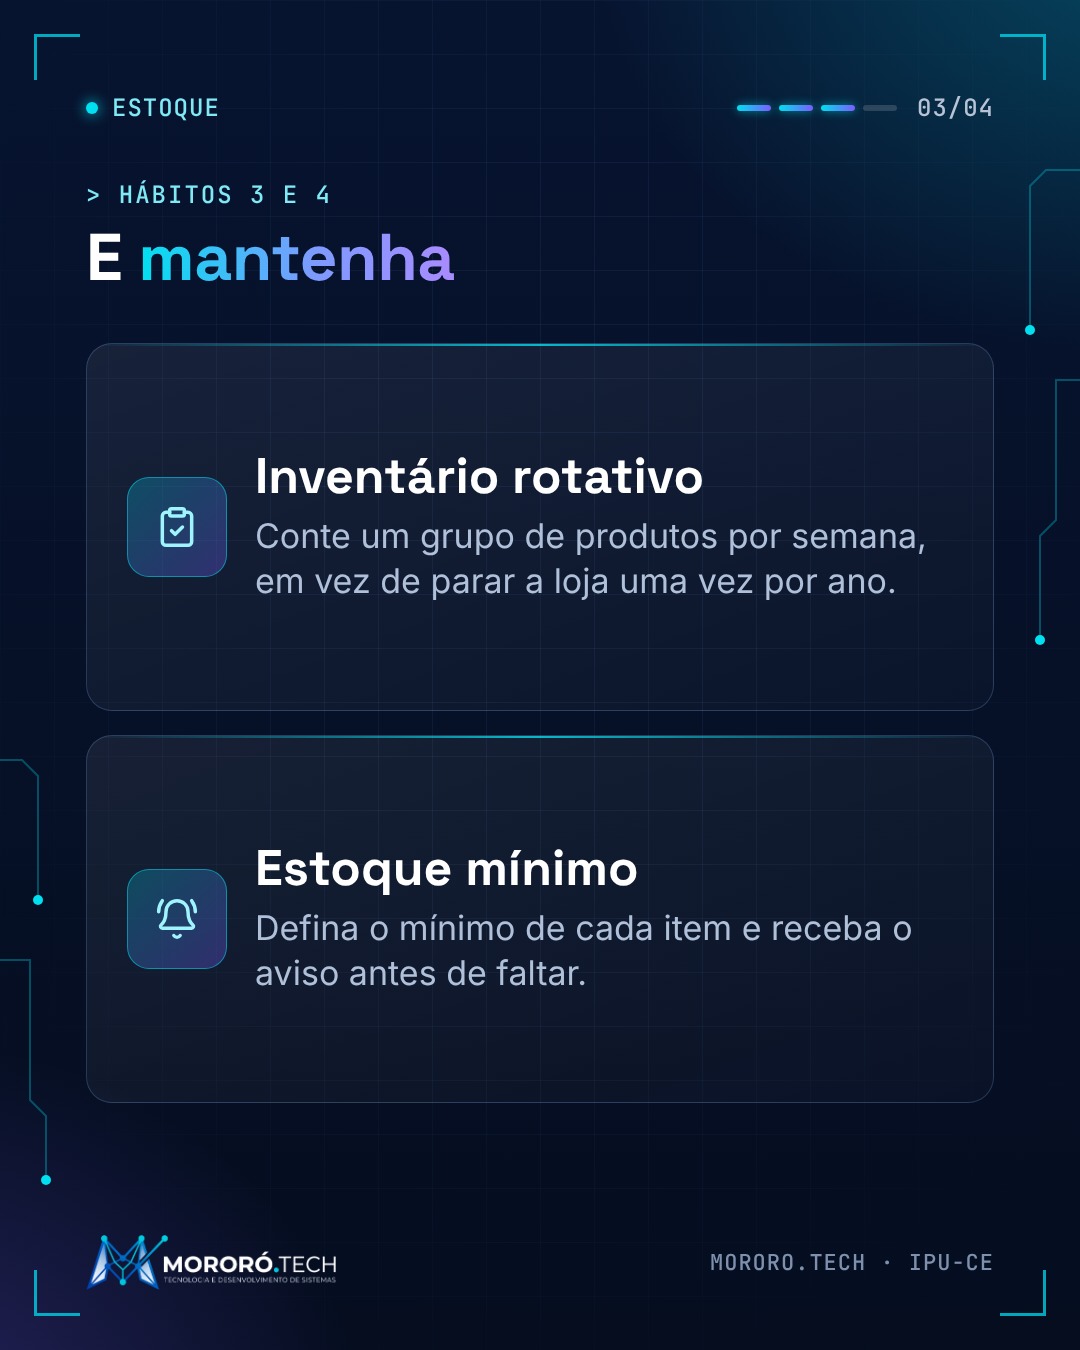 ESTOQUE
03/04
> HÁBITOS 3 E 4
E mantenha
Inventário rotativo
Conte um grupo de produtos por semana,
em vez de parar a loja uma vez por ano.
Estoque mínimo
Defina o mínimo de cada item e receba o
aviso antes de faltar.
MORORÓ.TECH
TECNOLOGIA E DESENVOLVIMENTO DE SISTEMAS
MORORO.TECH · IPU-CE